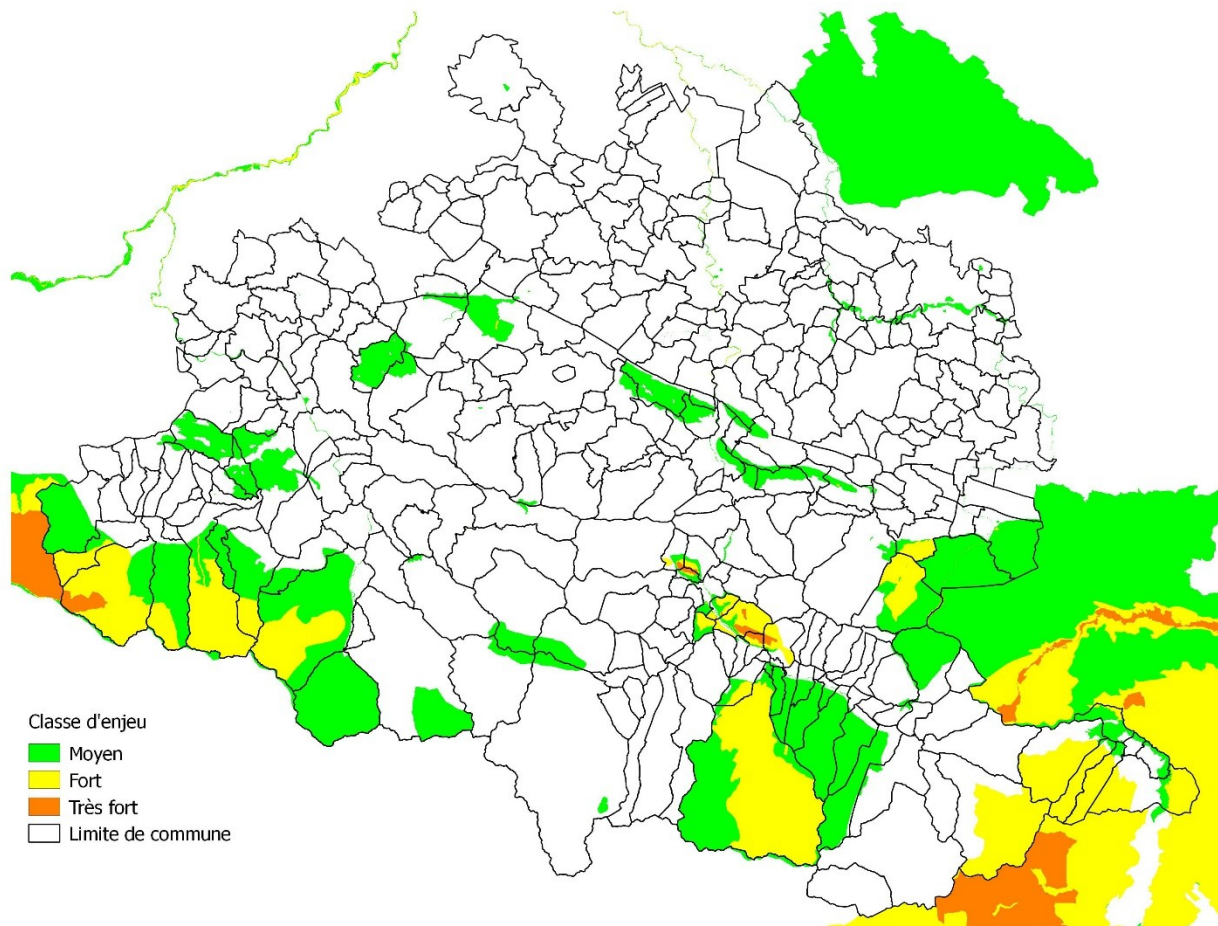 Classe d'enjeu
Moyen
Fort
Très fort
Limite de commune